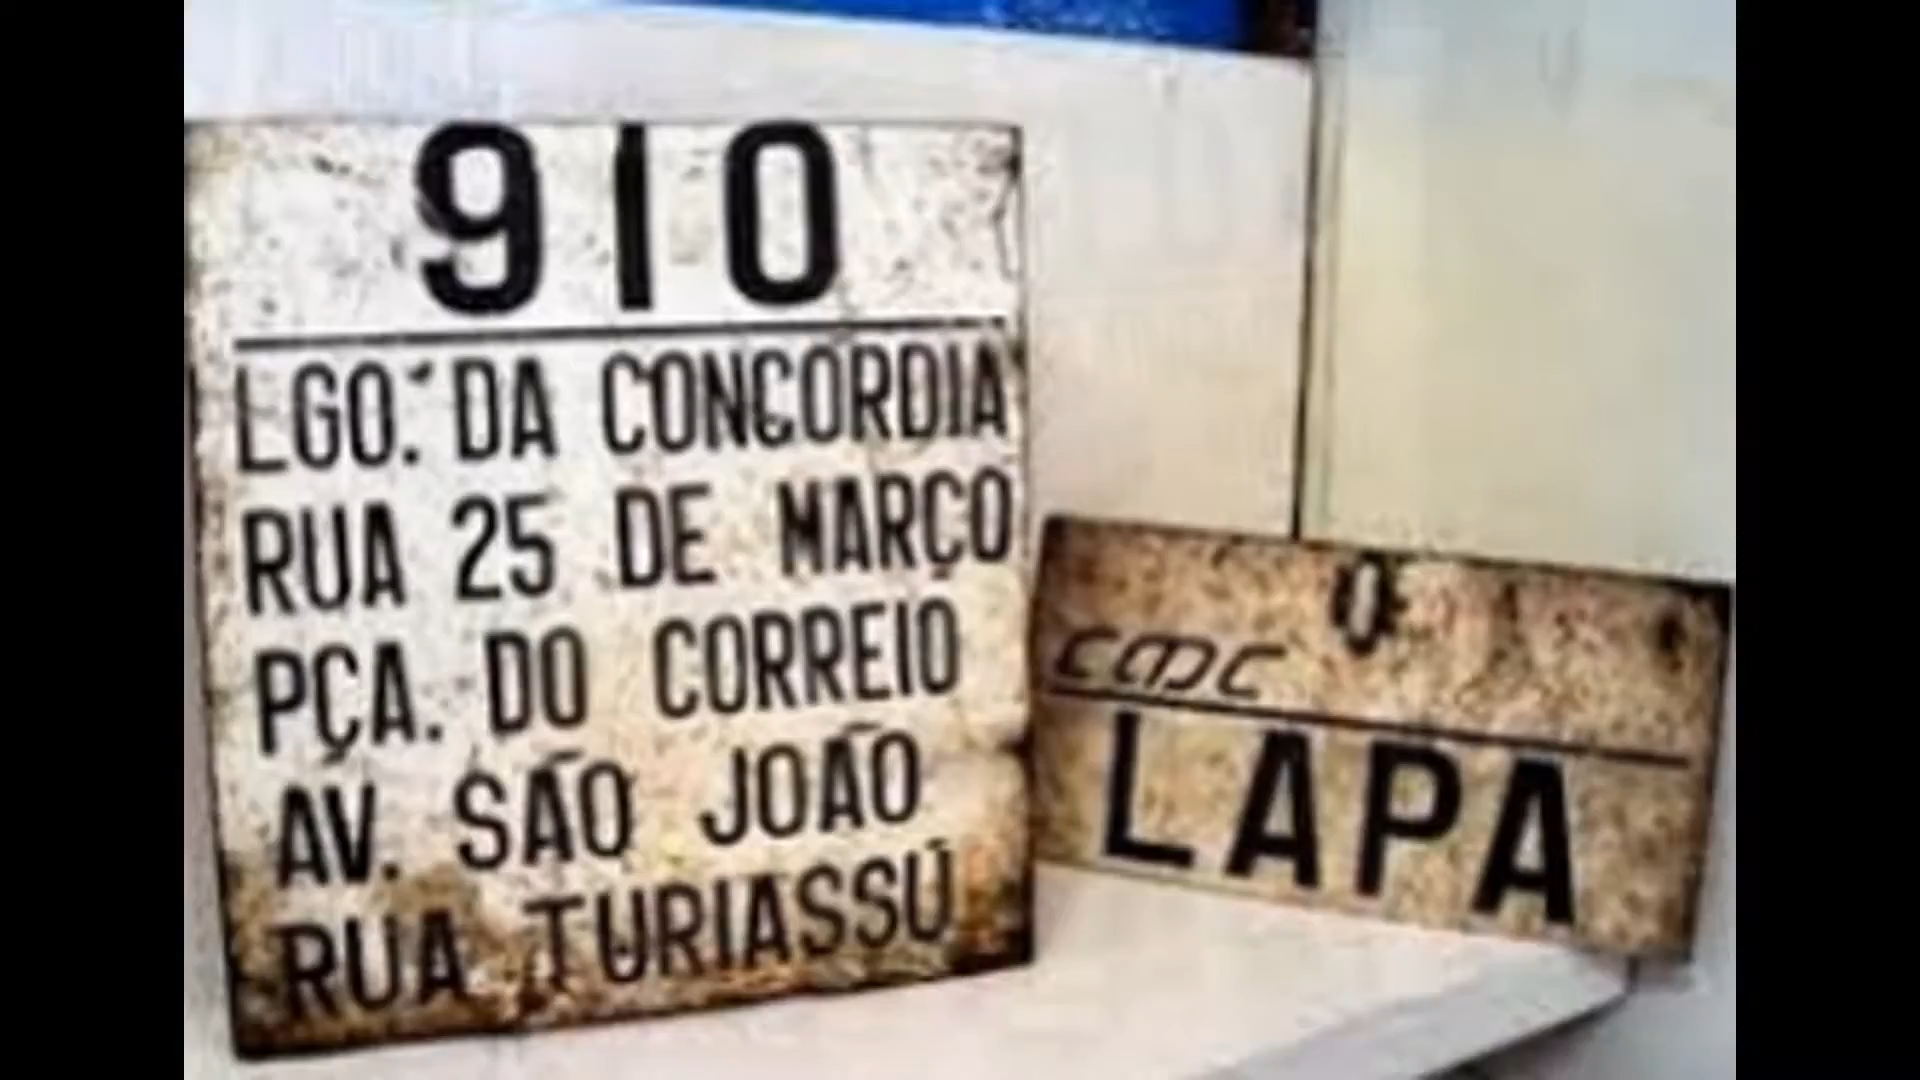 910
LGO. DA CONCORDIA
RUA 25 DE MARÇO
PÇA. DO CORREIO
AV. SÃO JOÃO
RUA TURIASSÚ
CMTC
LAPA